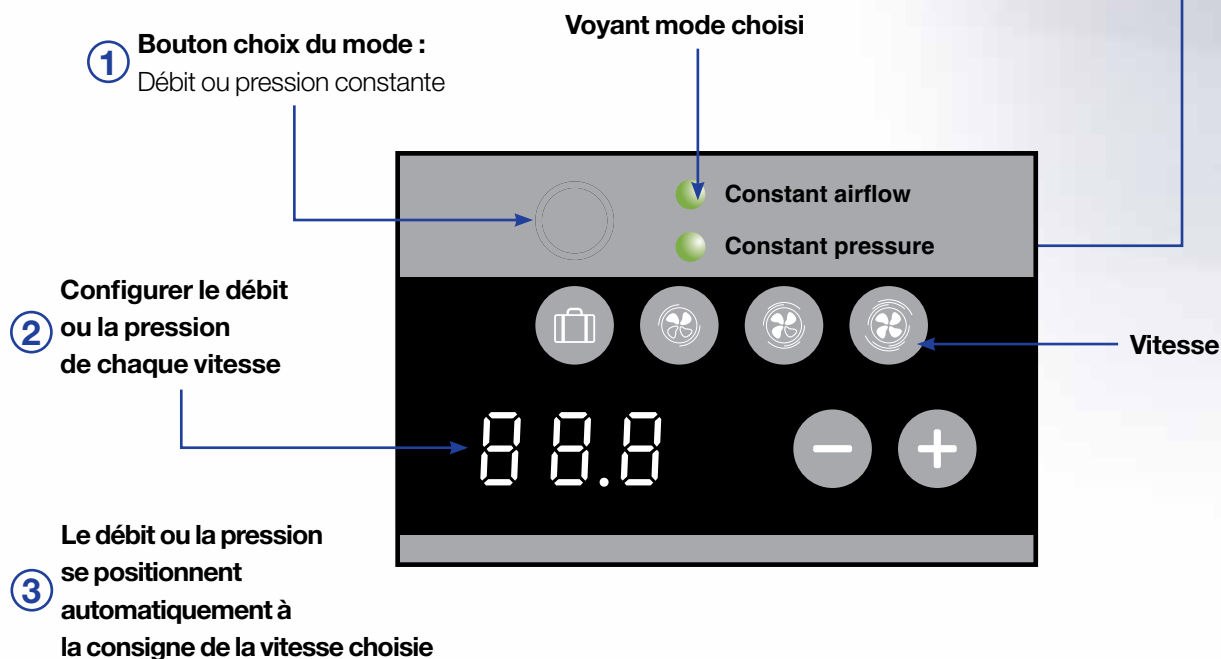 Voyant mode choisi
1 Bouton choix du mode :
Débit ou pression constante
Constant airflow
Constant pressure
Configurer le débit
2 ou la pression
de chaque vitesse
Vitesse
88.8
Le débit ou la pression
se positionnent
3 automatiquement à
la consigne de la vitesse choisie